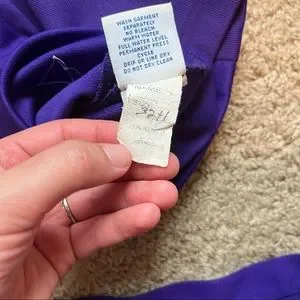 WASH GARMENT
SEPARATELY
NO BLEACH
WARM WATER
FULL WATER LEVEL
PERMANENT PRESS
CYCLE
DRIP OR LINE DRY
DO NOT DRY CLEAN
NAME
SIZE